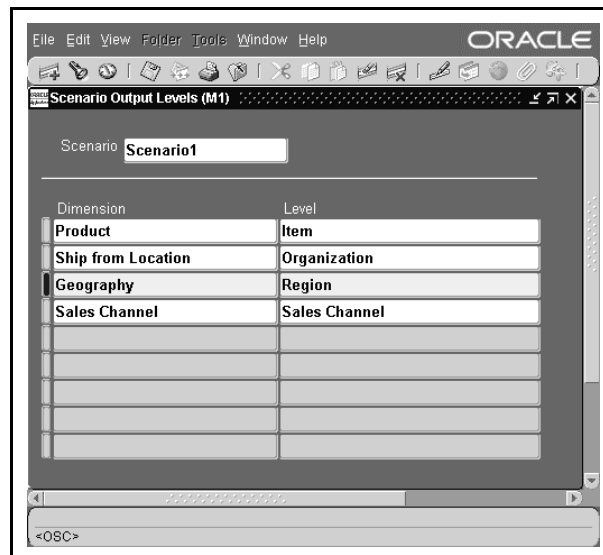 File Edit View Folder Tools Window Help
ORACLE
Scenario Output Levels (M1)
Scenario Scenario1
Dimension Level
Product Item
Ship from Location Organization
Geography Region
Sales Channel Sales Channel
<OSC>